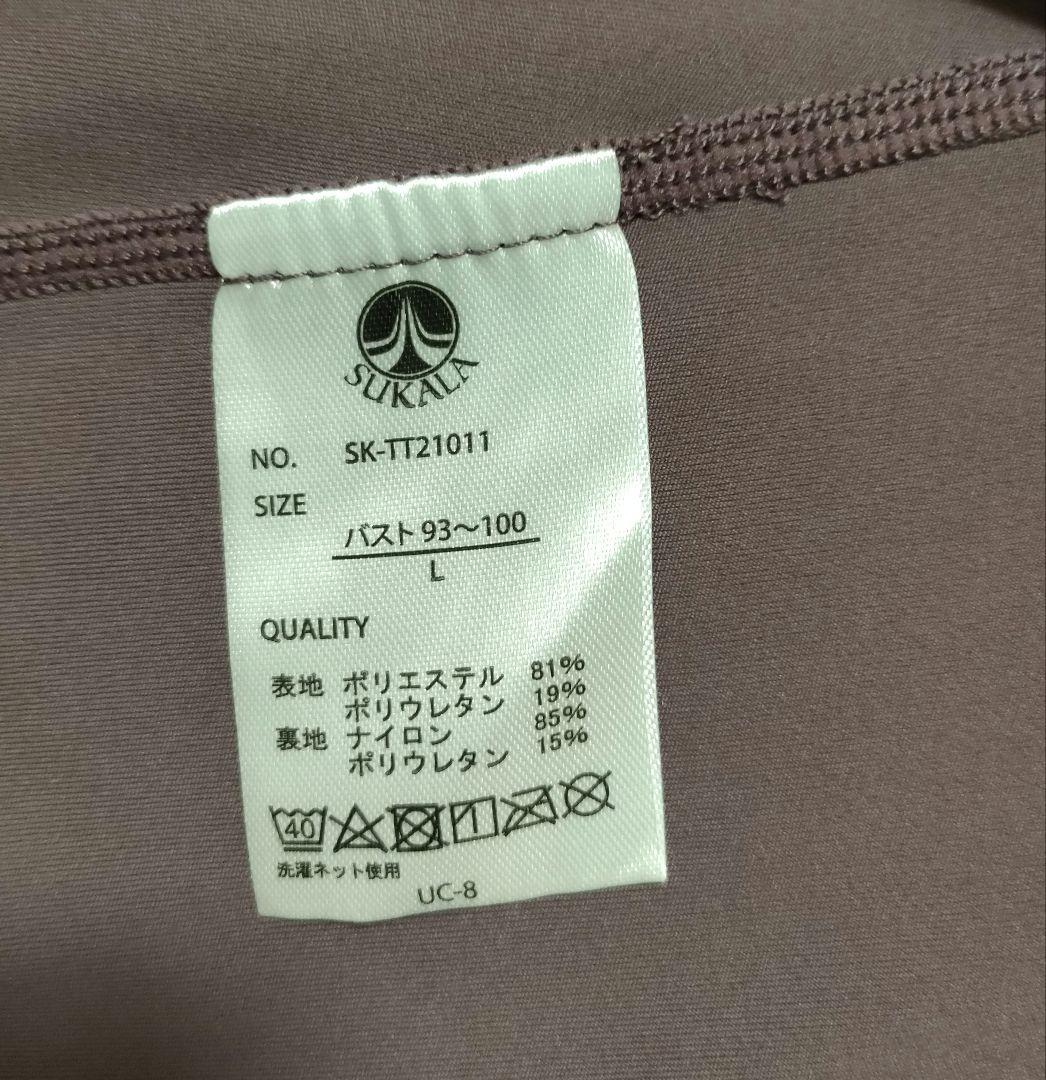 SUKALA
NO. SK-TT21011
SIZE
バスト 93〜100
L
QUALITY
表地 ポリエステル 81%
ポリウレタン 19%
裏地 ナイロン 85%
ポリウレタン 15%
40
洗濯ネット使用
UC-8